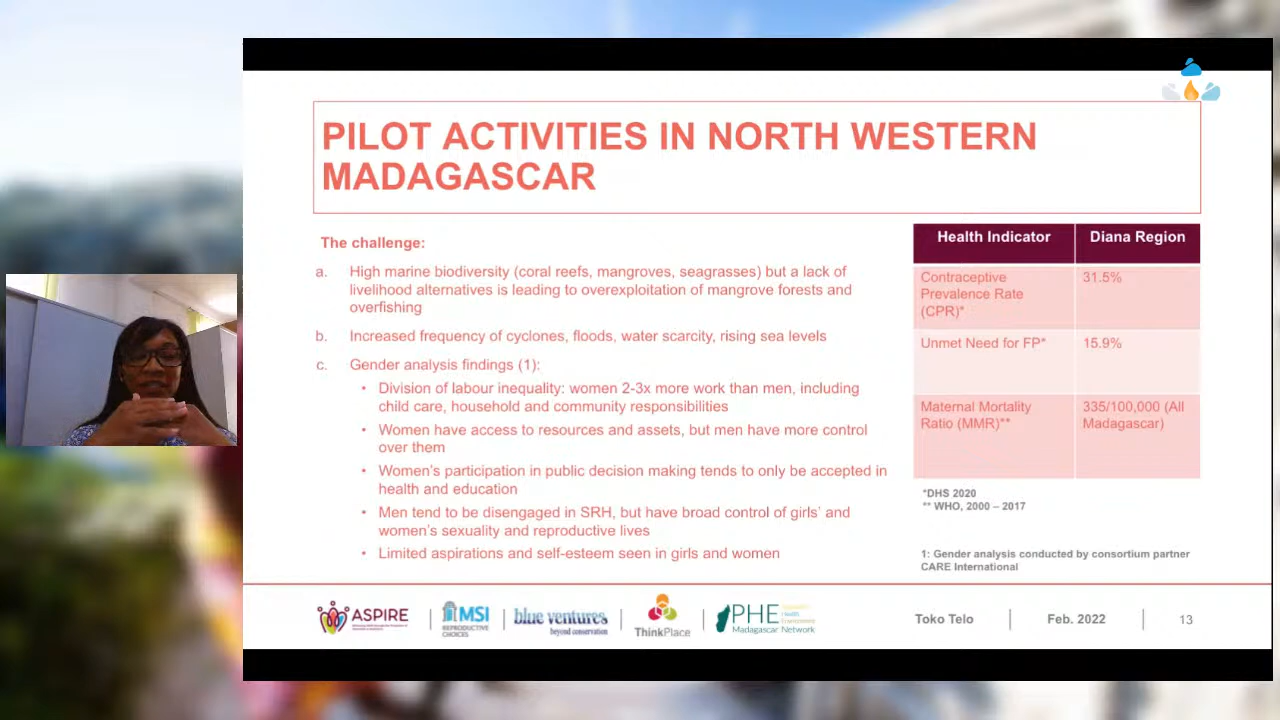 PILOT ACTIVITIES IN NORTH WESTERN
MADAGASCAR
The challenge:
a. High marine biodiversity (coral reefs, mangroves, seagrasses) but a lack of
livelihood alternatives is leading to overexploitation of mangrove forests and
overfishing
b. Increased frequency of cyclones, floods, water scarcity, rising sea levels
c. Gender analysis findings (1):
• Division of labour inequality: women 2-3x more work than men, including
child care, household and community responsibilities
• Women have access to resources and assets, but men have more control
over them
• Women's participation in public decision making tends to only be accepted in
health and education
• Men tend to be disengaged in SRH, but have broad control of girls' and
women's sexuality and reproductive lives
• Limited aspirations and self-esteem seen in girls and women
Health Indicator Diana Region
Contraceptive 31.5%
Prevalence Rate
(CPR)*
Unmet Need for FP* 15.9%
Maternal Mortality 335/100,000 (All
Ratio (MMR)** Madagascar)
*DHS 2020
** WHO, 2000 – 2017
1: Gender analysis conducted by consortium partner
CARE International
ASPIRE
MSI
REPRODUCTIVE
CHOICES
blue ventures
beyond conservation
ThinkPlace
PHE
Madagascar Network
Toko Telo Feb. 2022 13